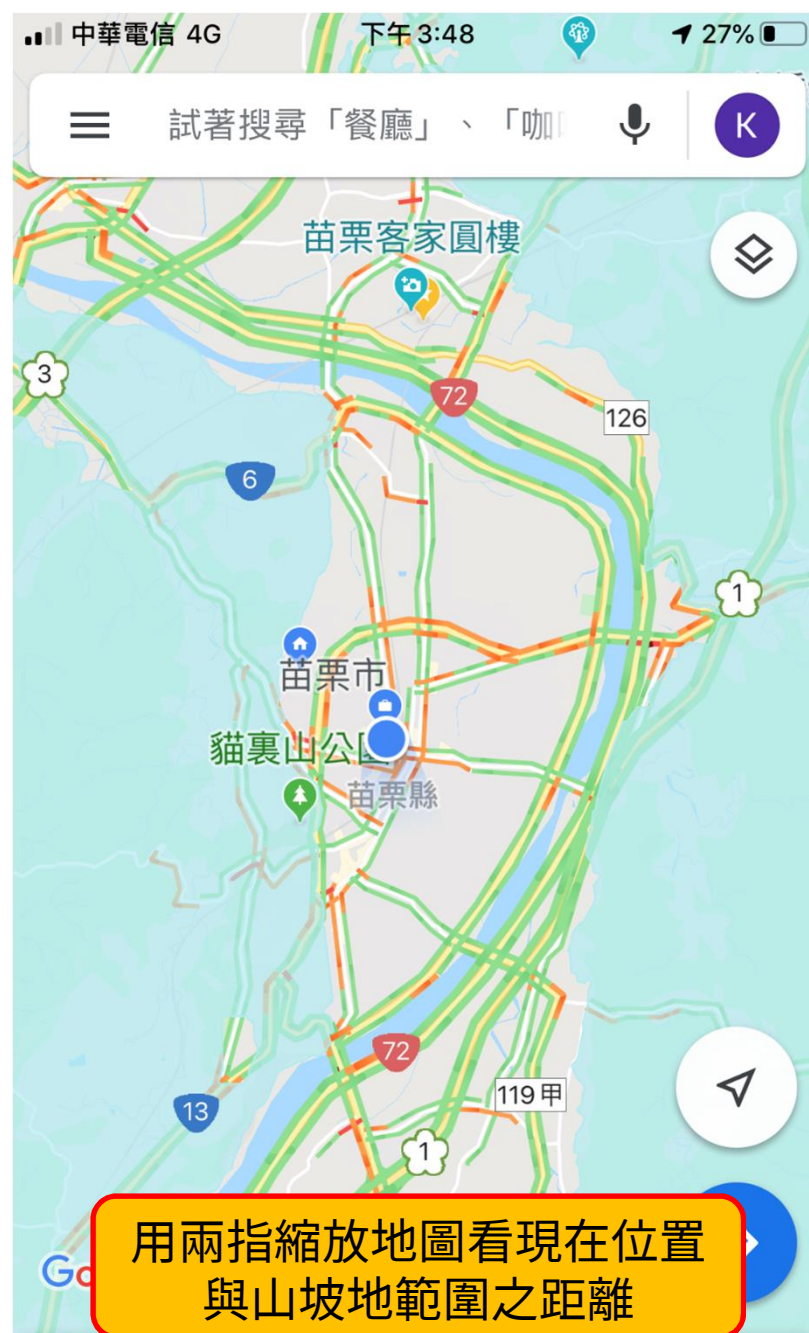 中華電信 4G
下午 3:48
27%
試著搜尋「餐廳」、「咖
K
苗栗客家圓樓
3
72
126
6
1
苗栗市
貓裏山公園
苗栗縣
72
13
119甲
1
用兩指縮放地圖看現在位置
與山坡地範圍之距離